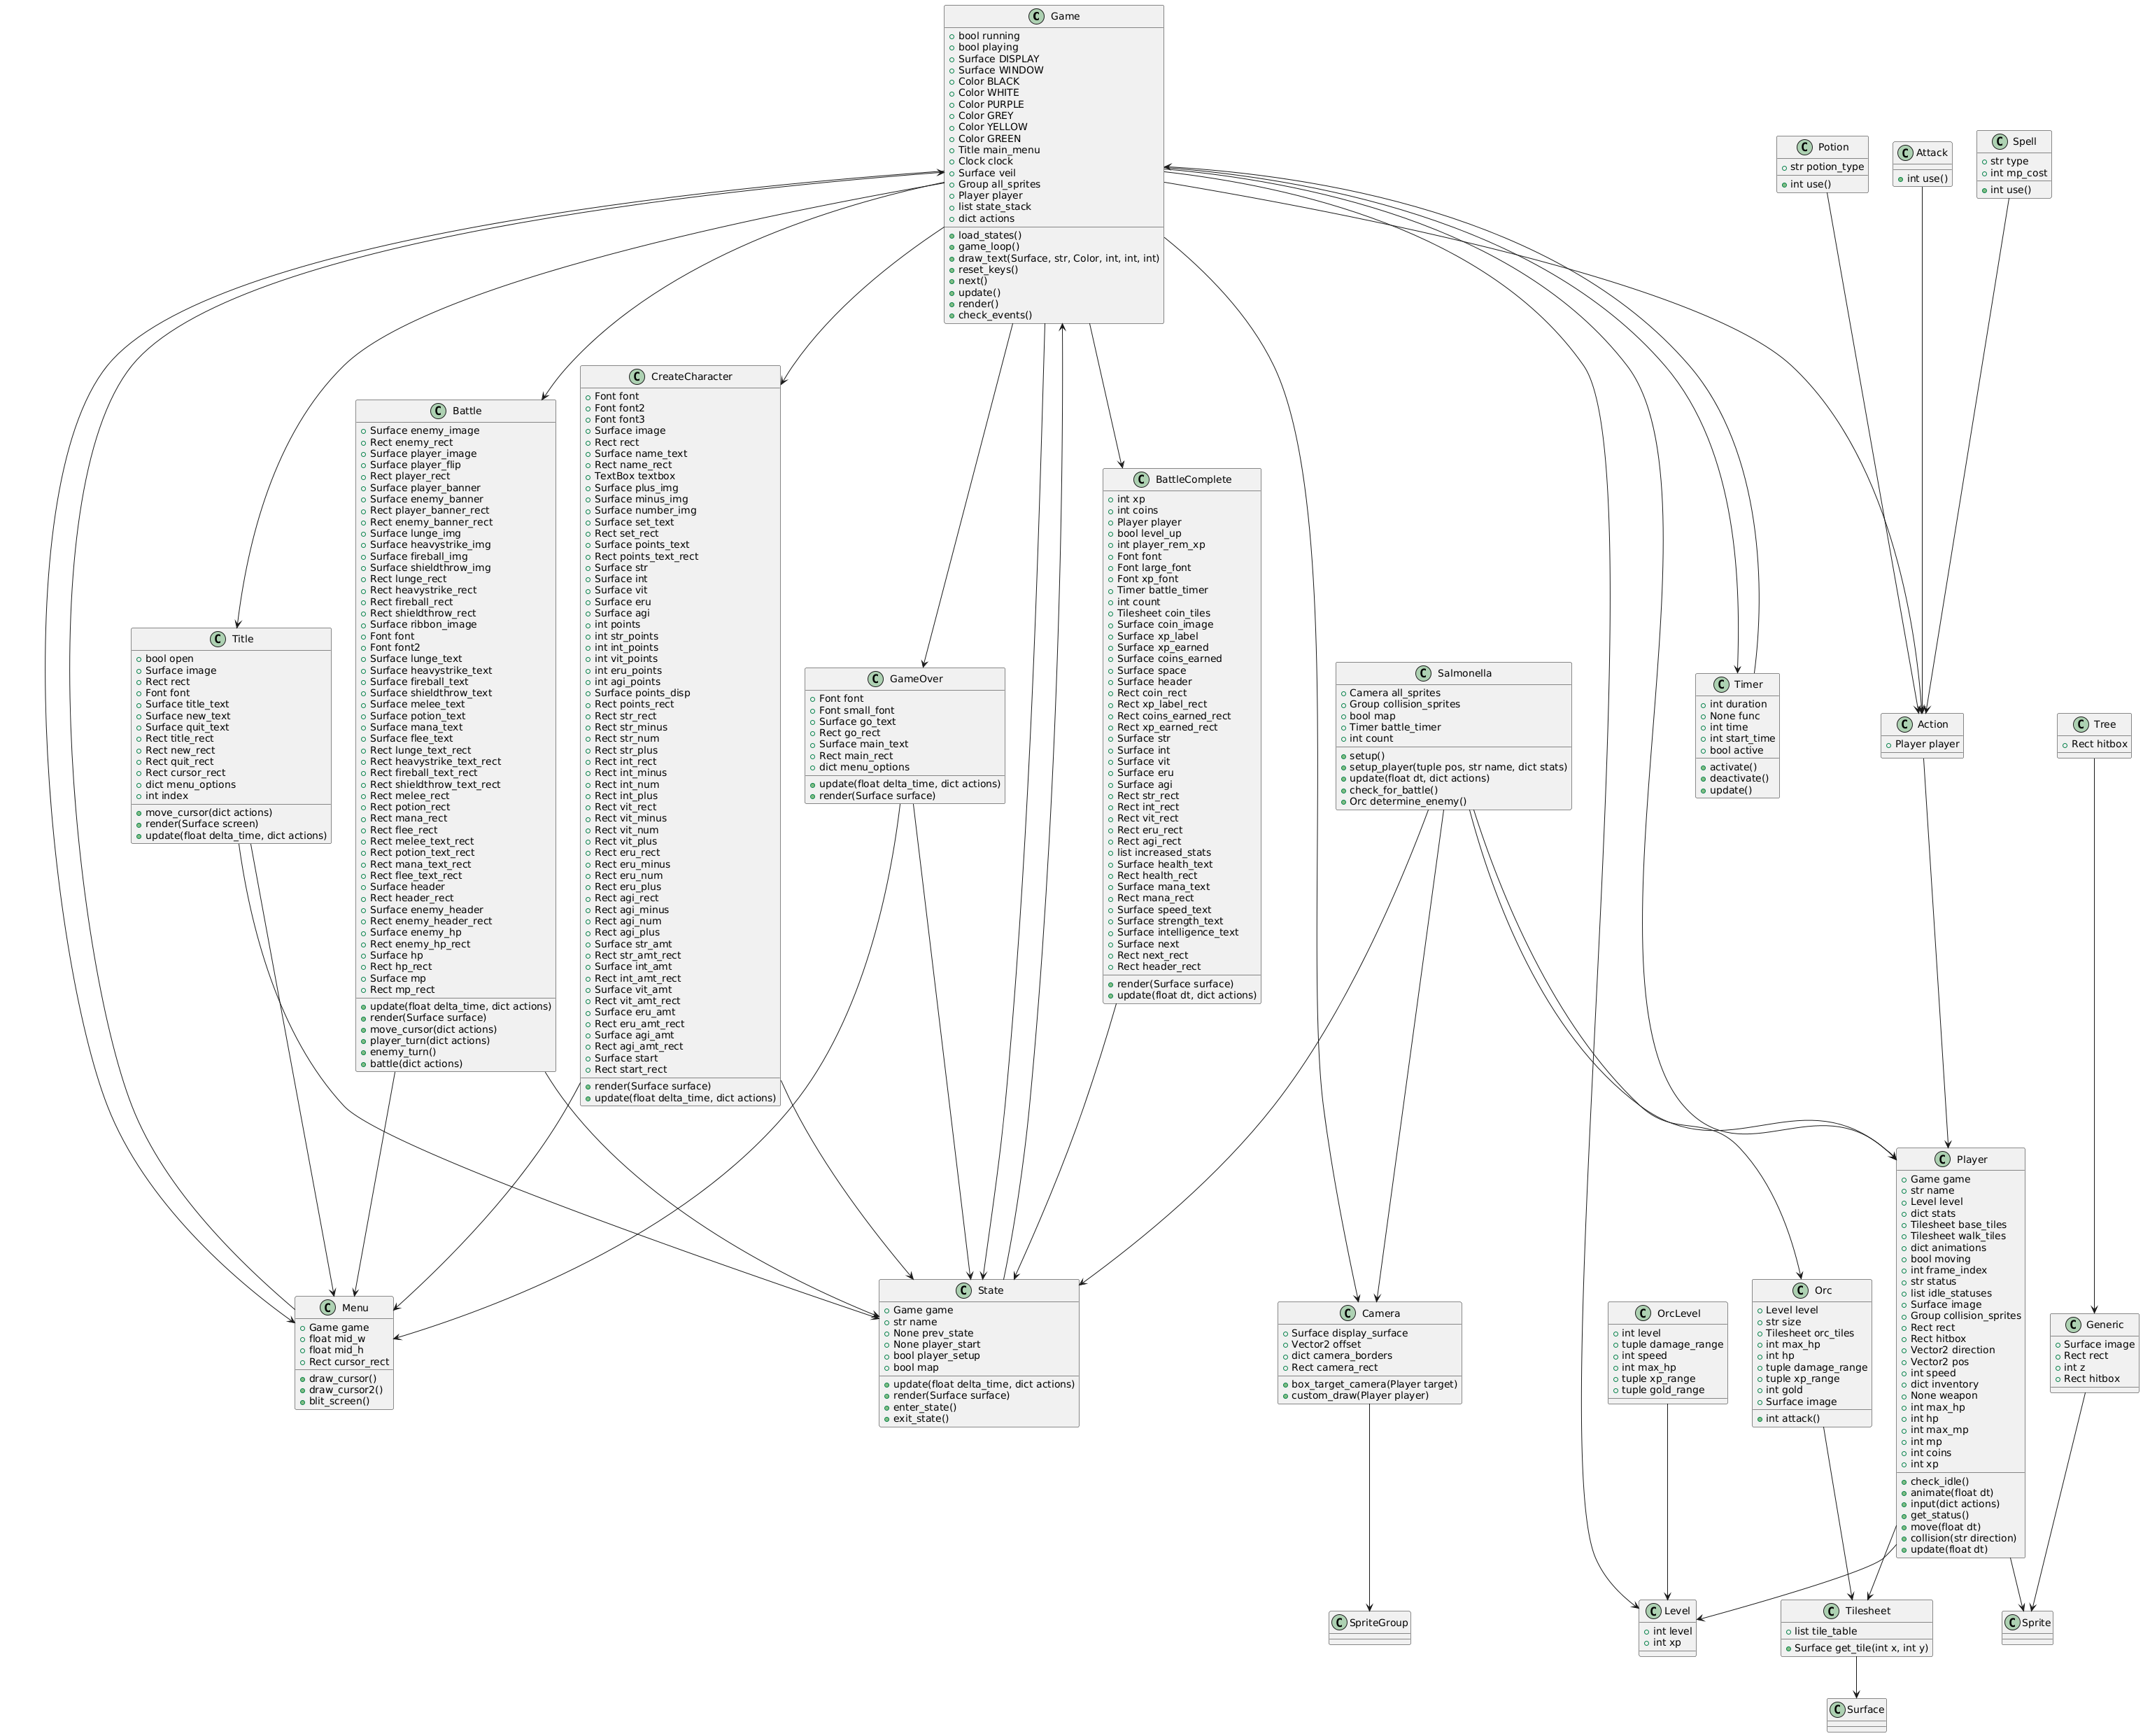 Game
bool running
bool playing
Surface DISPLAY
Surface WINDOW
Color BLACK
Color WHITE
Color PURPLE
Color GREY
Color YELLOW
Color GREEN
Title main_menu
Clock clock
Surface veil
Group all_sprites
Player player
list state_stack
dict actions
load_states()
game_loop()
draw_text(Surface, str, Color, int, int, int)
reset_keys()
next()
update()
render()
check_events()
Potion
str potion_type
int use()
Attack
int use()
Spell
str type
int mp_cost
int use()
Title
bool open
Surface image
Rect rect
Font font
Surface title_text
Surface new_text
Surface quit_text
Rect title_rect
Rect new_rect
Rect quit_rect
Rect cursor_rect
dict menu_options
int index
move_cursor(dict actions)
render(Surface screen)
update(float delta_time, dict actions)
Battle
Surface enemy_image
Rect enemy_rect
Surface player_image
Surface player_flip
Rect player_rect
Surface player_banner
Surface enemy_banner
Rect player_banner_rect
Rect enemy_banner_rect
Surface lunge_img
Surface heavystrike_img
Surface fireball_img
Surface shieldthrow_img
Rect lunge_rect
Rect heavystrike_rect
Rect fireball_rect
Rect shieldthrow_rect
Surface ribbon_image
Font font
Font font2
Surface lunge_text
Surface heavystrike_text
Surface fireball_text
Surface shieldthrow_text
Surface melee_text
Surface potion_text
Surface mana_text
Surface flee_text
Rect lunge_text_rect
Rect heavystrike_text_rect
Rect fireball_text_rect
Rect shieldthrow_text_rect
Rect melee_rect
Rect potion_rect
Rect mana_rect
Rect flee_rect
Rect melee_text_rect
Rect potion_text_rect
Rect mana_text_rect
Rect flee_text_rect
Surface header
Rect header_rect
Surface enemy_header
Rect enemy_header_rect
Surface enemy_hp
Rect enemy_hp_rect
Surface hp
Rect hp_rect
Surface mp
Rect mp_rect
update(float delta_time, dict actions)
render(Surface surface)
move_cursor(dict actions)
player_turn(dict actions)
enemy_turn()
battle(dict actions)
CreateCharacter
Font font
Font font2
Font font3
Surface image
Rect rect
Surface name_text
Rect name_rect
TextBox textbox
Surface plus_img
Surface minus_img
Surface number_img
Surface set_text
Rect set_rect
Surface points_text
Rect points_text_rect
Surface str
Surface int
Surface vit
Surface eru
Surface agi
int points
int str_points
int int_points
int vit_points
int eru_points
int agi_points
Surface points_disp
Rect points_rect
Rect str_rect
Rect str_minus
Rect str_num
Rect str_plus
Rect int_rect
Rect int_minus
Rect int_num
Rect int_plus
Rect vit_rect
Rect vit_minus
Rect vit_num
Rect vit_plus
Rect eru_rect
Rect eru_minus
Rect eru_num
Rect eru_plus
Rect agi_rect
Rect agi_minus
Rect agi_num
Rect agi_plus
Surface str_amt
Rect str_amt_rect
Surface int_amt
Rect int_amt_rect
Surface vit_amt
Rect vit_amt_rect
Surface eru_amt
Rect eru_amt_rect
Surface agi_amt
Rect agi_amt_rect
Surface start
Rect start_rect
render(Surface surface)
update(float delta_time, dict actions)
GameOver
Font font
Font small_font
Surface go_text
Rect go_rect
Surface main_text
Rect main_rect
dict menu_options
update(float delta_time, dict actions)
render(Surface surface)
BattleComplete
int xp
int coins
Player player
bool level_up
int player_rem_xp
Font font
Font large_font
Font xp_font
Timer battle_timer
int count
Tilesheet coin_tiles
Surface coin_image
Surface xp_label
Surface xp_earned
Surface coins_earned
Surface space
Surface header
Rect coin_rect
Rect xp_label_rect
Rect coins_earned_rect
Rect xp_earned_rect
Surface str
Surface int
Surface vit
Surface eru
Surface agi
Rect str_rect
Rect int_rect
Rect vit_rect
Rect eru_rect
Rect agi_rect
list increased_stats
Surface health_text
Rect health_rect
Surface mana_text
Rect mana_rect
Surface speed_text
Surface strength_text
Surface intelligence_text
Surface next
Rect next_rect
Rect header_rect
render(Surface surface)
update(float dt, dict actions)
Salmonella
Camera all_sprites
Group collision_sprites
bool map
Timer battle_timer
int count
setup()
setup_player(tuple pos, str name, dict stats)
update(float dt, dict actions)
check_for_battle()
Orc determine_enemy()
Timer
int duration
None func
int time
int start_time
bool active
activate()
deactivate()
update()
Action
Player player
Tree
Rect hitbox
Menu
Game game
float mid_w
float mid_h
Rect cursor_rect
draw_cursor()
draw_cursor2()
blit_screen()
State
Game game
str name
None prev_state
None player_start
bool player_setup
bool map
update(float delta_time, dict actions)
render(Surface surface)
enter_state()
exit_state()
Camera
Surface display_surface
Vector2 offset
dict camera_borders
Rect camera_rect
box_target_camera(Player target)
custom_draw(Player player)
OrcLevel
int level
tuple damage_range
int speed
int max_hp
tuple xp_range
tuple gold_range
Orc
Level level
str size
Tilesheet orc_tiles
int max_hp
int hp
tuple damage_range
tuple xp_range
int gold
Surface image
int attack()
Player
Game game
str name
Level level
dict stats
Tilesheet base_tiles
Tilesheet walk_tiles
dict animations
bool moving
int frame_index
str status
list idle_statuses
Surface image
Group collision_sprites
Rect rect
Rect hitbox
Vector2 direction
Vector2 pos
int speed
dict inventory
None weapon
int max_hp
int hp
int max_mp
int mp
int coins
int xp
check_idle()
animate(float dt)
input(dict actions)
get_status()
move(float dt)
collision(str direction)
update(float dt)
Generic
Surface image
Rect rect
int z
Rect hitbox
SpriteGroup
Level
int level
int xp
Tilesheet
list tile_table
Surface get_tile(int x, int y)
Sprite
Surface